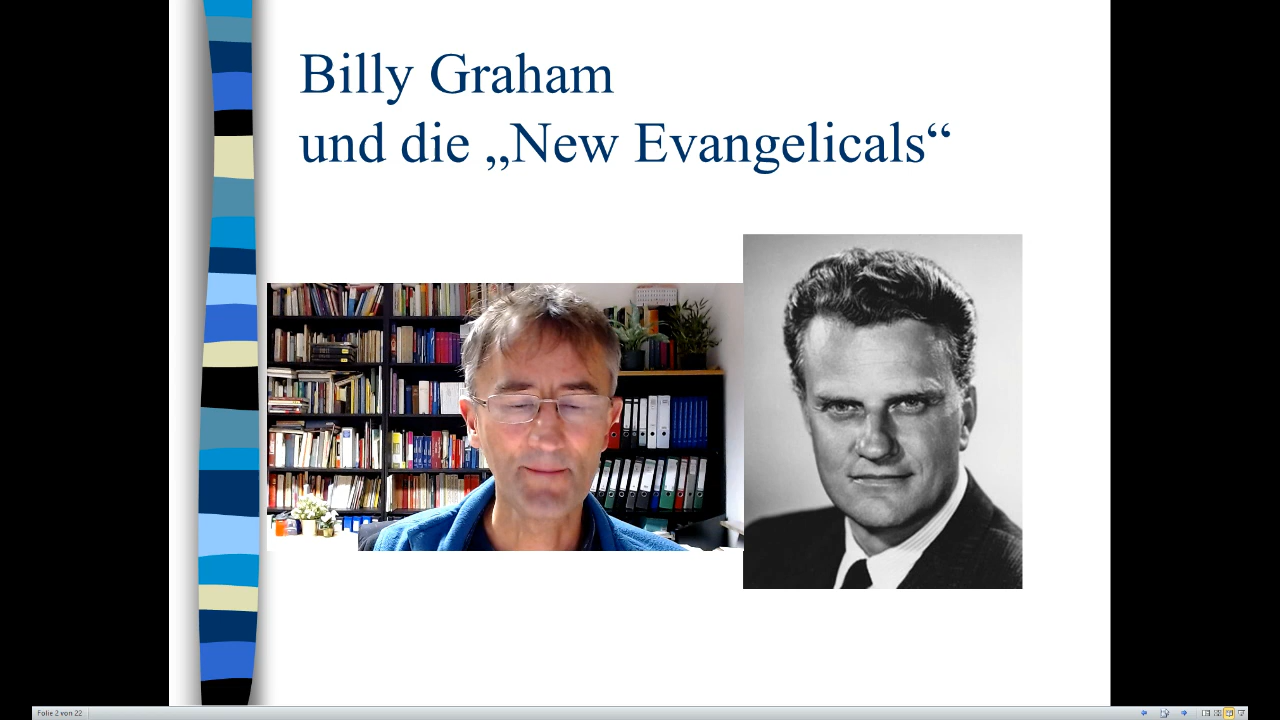 Billy Graham
und die „New Evangelicals“
Folie 2 von 22